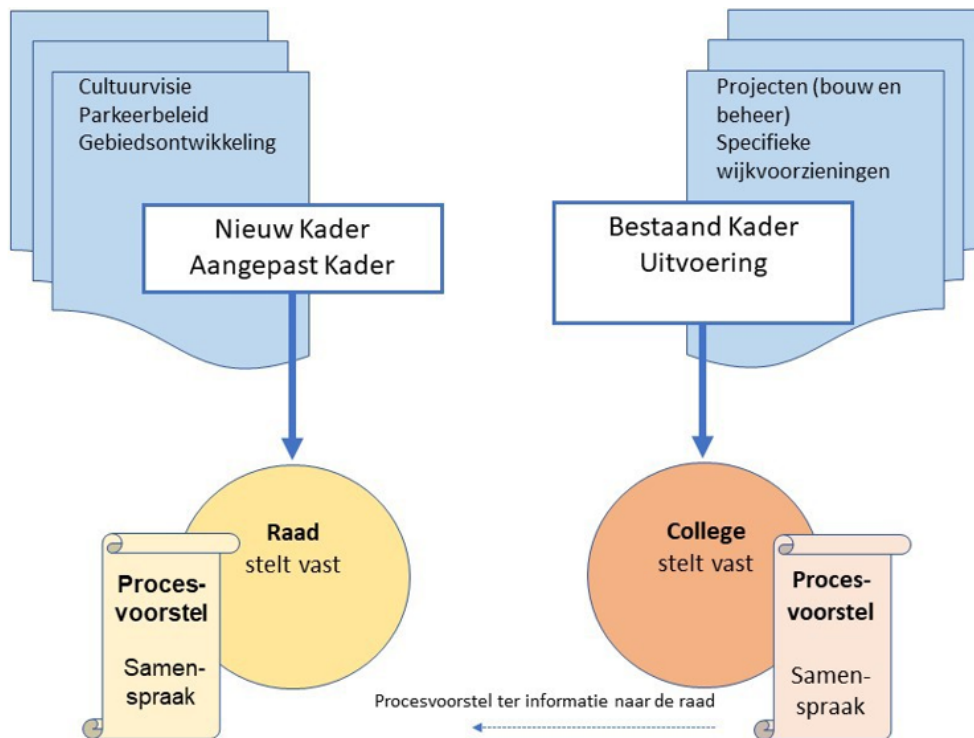 Cultuurvisie
Parkeerbeleid
Gebiedsontwikkeling
Nieuw Kader
Aangepast Kader
Projecten (bouw en
beheer)
Specifieke
wijkvoorzieningen
Bestaand Kader
Uitvoering
Raad
stelt vast
Proces-
voorstel
Samen-
spraak
College
stelt vast
Proces-
voorstel
Samen-
spraak
Procesvoorstel ter informatie naar de raad